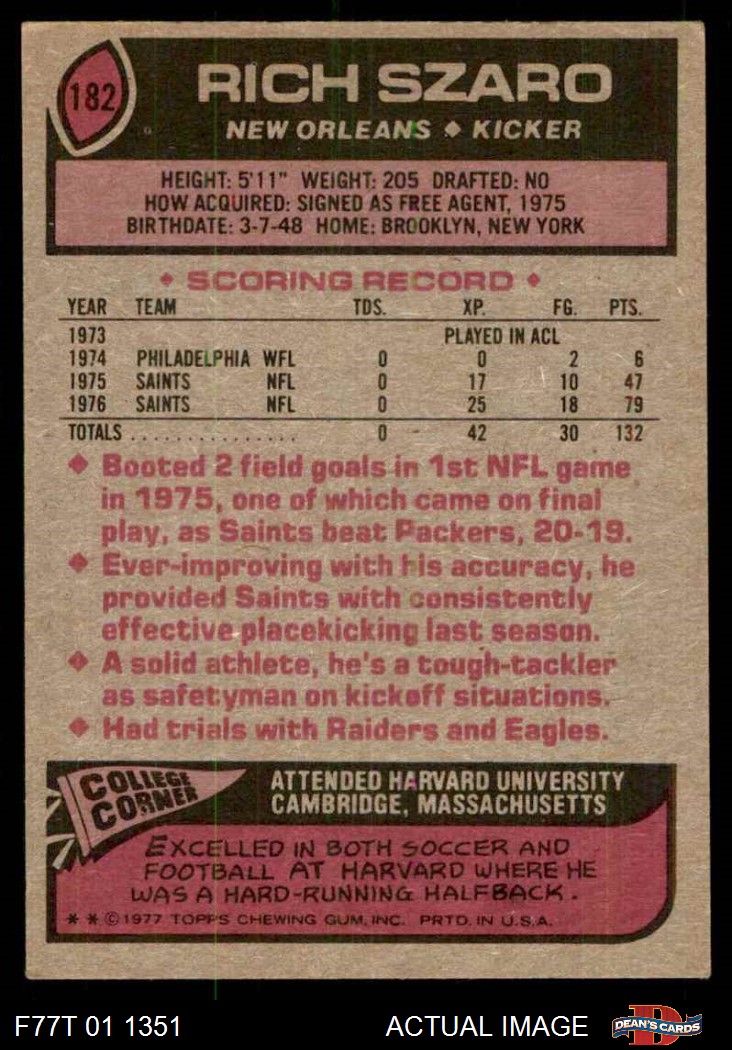 182
RICH SZARO
NEW ORLEANS ◆ KICKER
HEIGHT: 5'11" WEIGHT: 205 DRAFTED: NO
HOW ACQUIRED: SIGNED AS FREE AGENT, 1975
BIRTHDATE: 3-7-48 HOME: BROOKLYN, NEW YORK
◆ SCORING RECORD ◆
YEAR TEAM TDS. XP. FG. PTS.
1973 PLAYED IN ACL
1974 PHILADELPHIA WFL 0 0 2 6
1975 SAINTS NFL 0 17 10 47
1976 SAINTS NFL 0 25 18 79
TOTALS ............... 0 42 30 132
◆ Booted 2 field goals in 1st NFL game
in 1975, one of which came on final
play, as Saints beat Packers, 20-19.
◆ Ever-improving with his accuracy, he
provided Saints with consistently
effective placekicking last season.
◆ A solid athlete, he's a tough-tackler
as safetyman on kickoff situations.
◆ Had trials with Raiders and Eagles.
COLLEGE
CORNER
ATTENDED HARVARD UNIVERSITY
CAMBRIDGE, MASSACHUSETTS
EXCELLED IN BOTH SOCCER AND
FOOTBALL AT HARVARD WHERE HE
WAS A HARD-RUNNING HALFBACK.
* * © 1977 TOPPS CHEWING GUM, INC. PRTD. IN U.S.A.
F77T 01 1351 ACTUAL IMAGE
DEAN'S CARDS